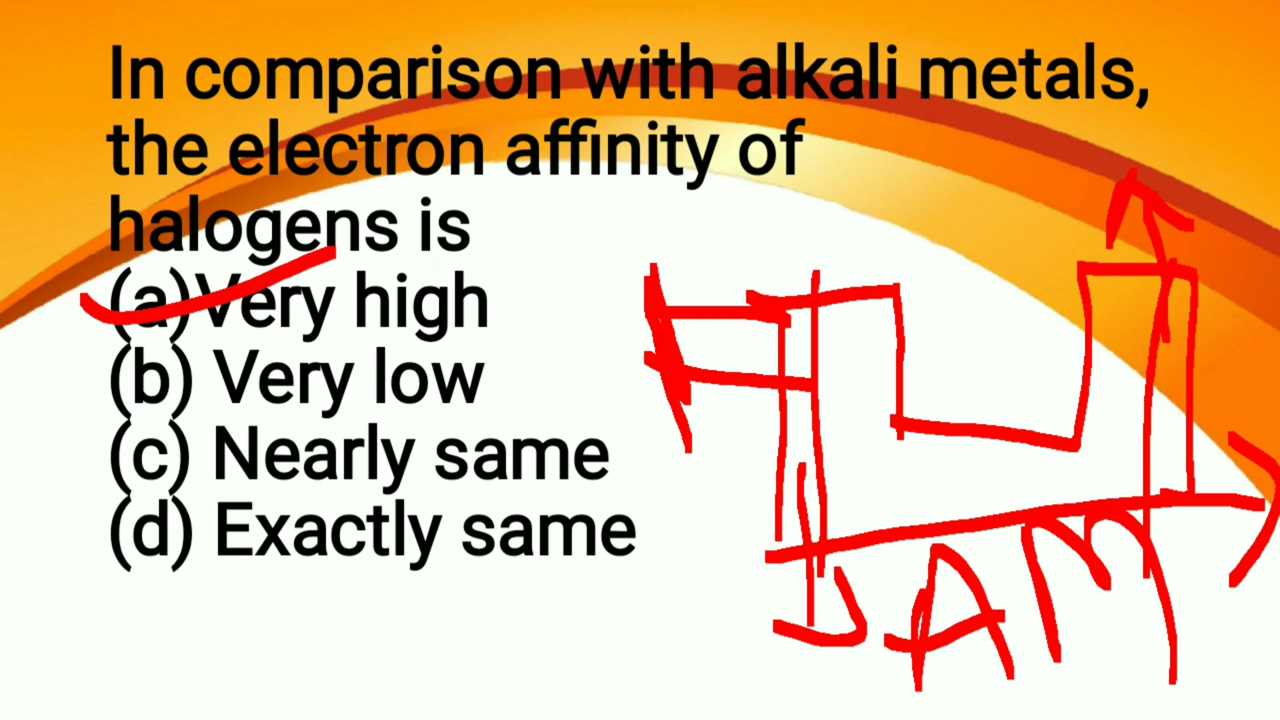 In comparison with alkali metals,
the electron affinity of
halogens is
(a)Very high
(b) Very low
(c) Nearly same
(d) Exactly same